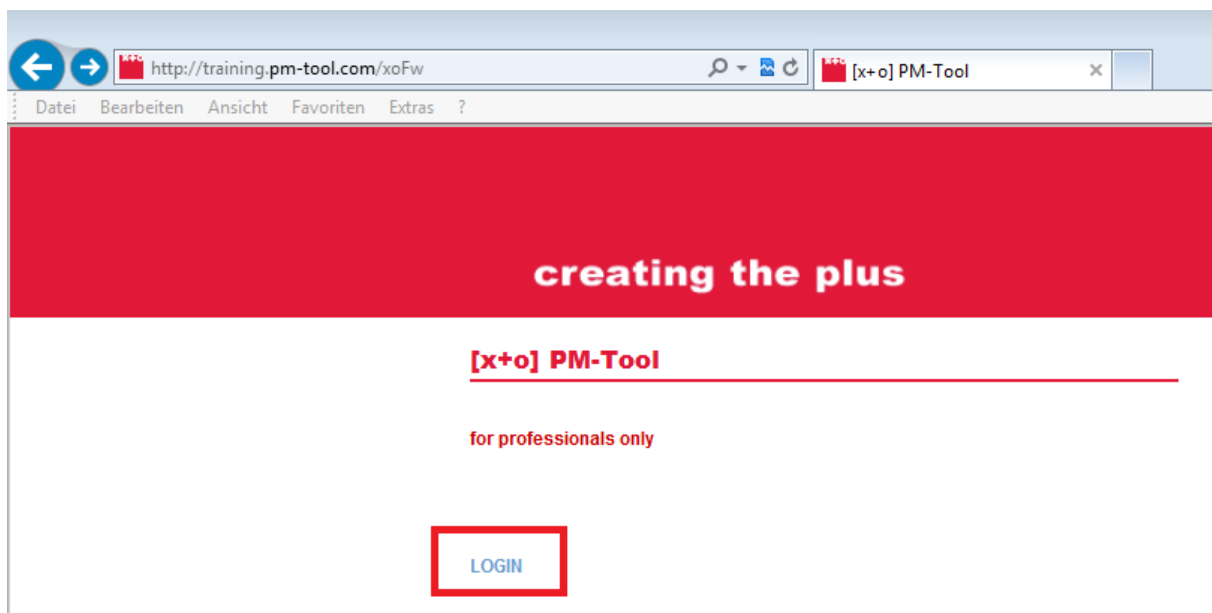 http://training.pm-tool.com/xoFw
[x+o] PM-Tool
Datei Bearbeiten Ansicht Favoriten Extras ?
creating the plus
[x+o] PM-Tool
for professionals only
LOGIN